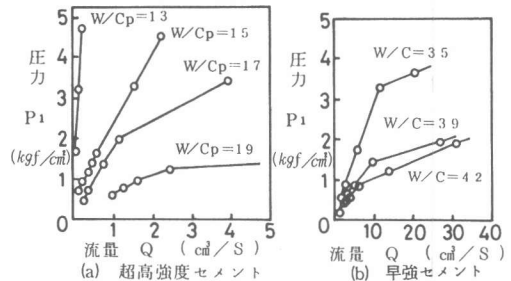 圧力 P1 (kgf/cm²)
5
4
3
2
1
0
W/Cp=13
W/Cp=15
W/Cp=17
W/Cp=19
0 1 2 3 4 5
流量 Q (cm³/S)
(a) 超高強度セメント
圧力 P1 (kgf/cm²)
5
4
3
2
1
0
W/C=35
W/C=39
W/C=42
0 10 20 30 40
流量 Q (cm³/S)
(b) 早強セメント